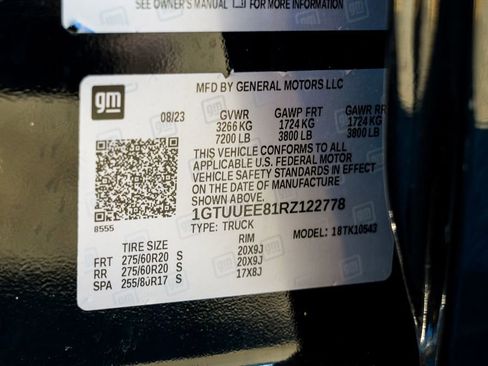 SEE OWNER'S MANUAL FOR MORE INFORMATION
gm
MFD BY GENERAL MOTORS LLC
08/23 GVWR GAWR FRT GAWR RR
3266 KG 1724 KG 1724 KG
7200 LB 3800 LB 3800 LB
THIS VEHICLE CONFORMS TO ALL
APPLICABLE U.S. FEDERAL MOTOR
VEHICLE SAFETY STANDARDS IN EFFECT
ON THE DATE OF MANUFACTURE
SHOWN ABOVE.
8555
1GTUUEE81RZ122778
TYPE: TRUCK MODEL: 18TK10543
TIRE SIZE RIM
FRT 275/60R20 S 20X9J
RR 275/60R20 S 20X9J
SPA 255/80R17 S 17X8J